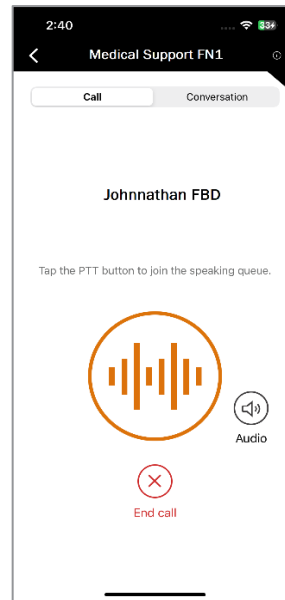 2:40
Medical Support FN1
Call Conversation
Johnnathan FBD
Tap the PTT button to join the speaking queue.
Audio
End call